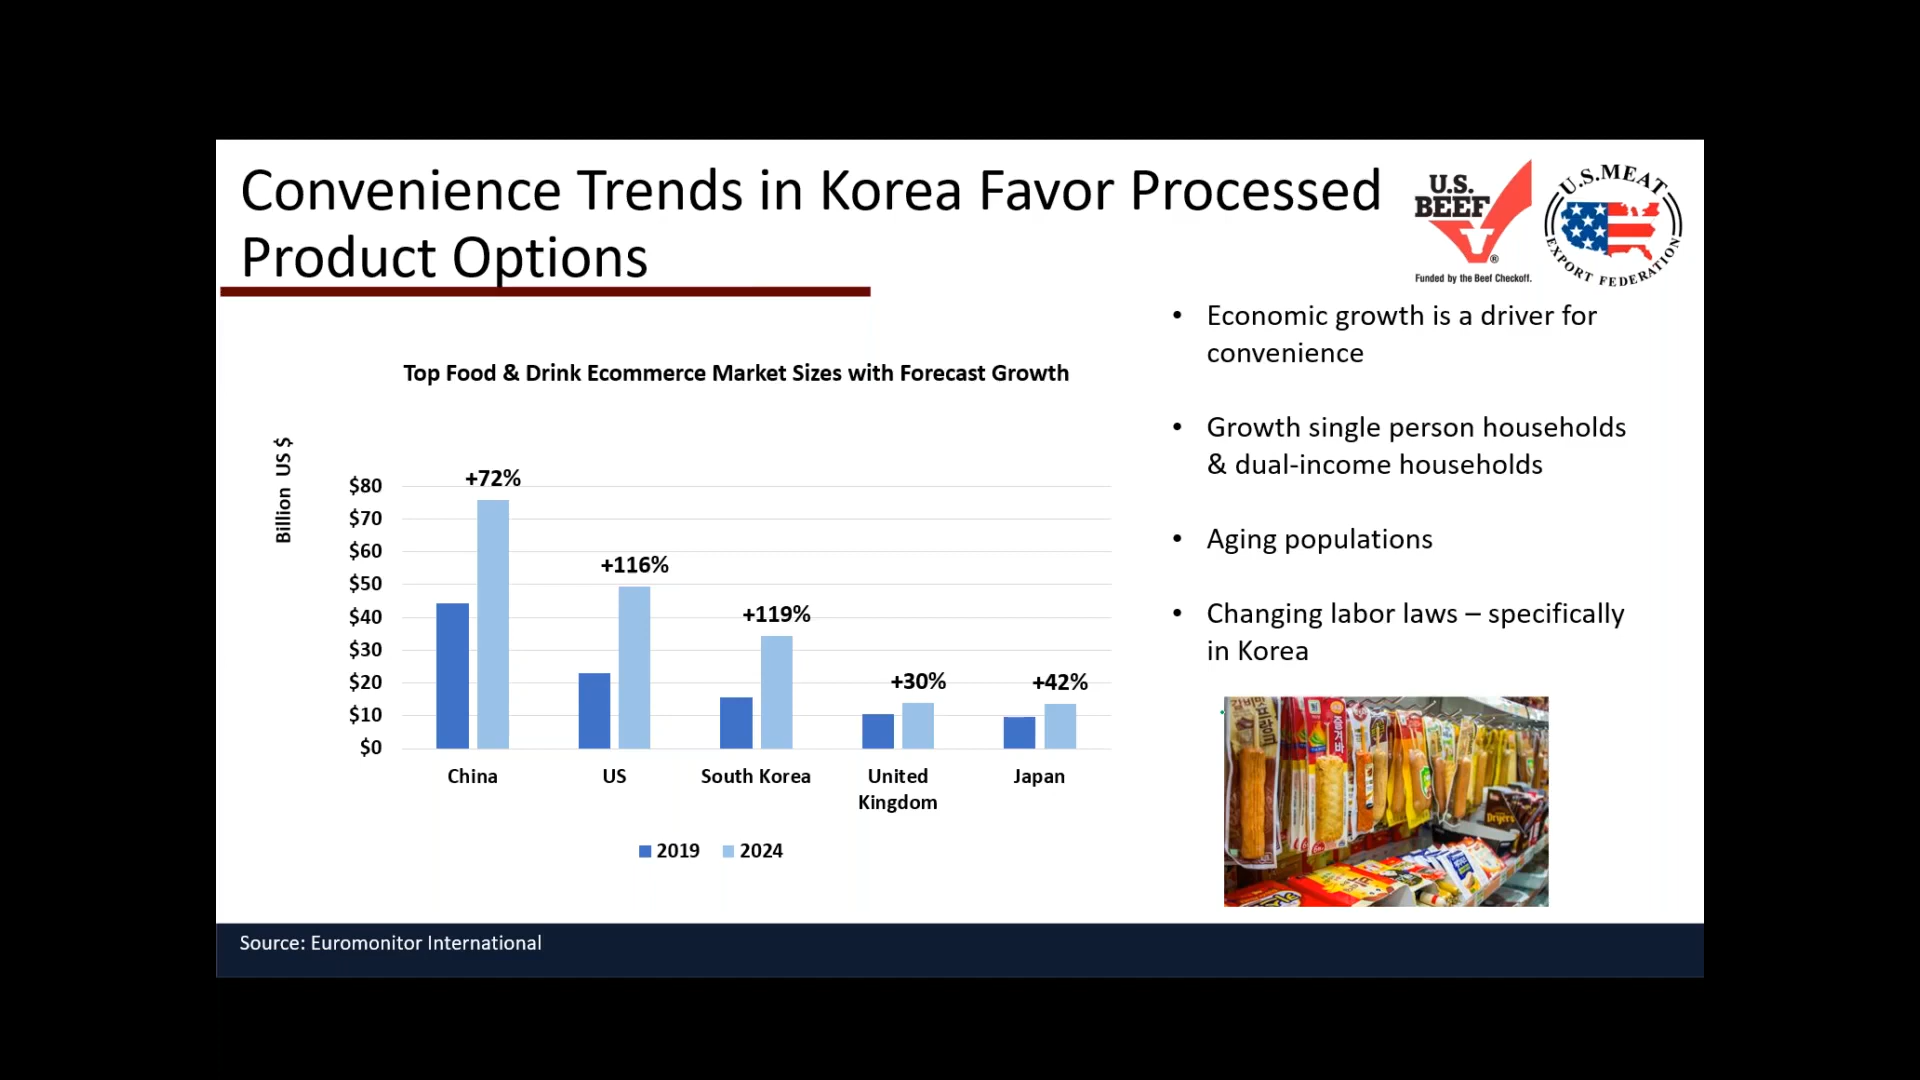 Convenience Trends in Korea Favor Processed
Product Options
U.S.
BEEF
®
Funded by the Beef Checkoff.
U.S. MEAT
EXPORT FEDERATION
Top Food & Drink Ecommerce Market Sizes with Forecast Growth
Billion US $
$80
$70
$60
$50
$40
$30
$20
$10
$0
+72%
+116%
+119%
+30%
+42%
China
US
South Korea
United
Kingdom
Japan
2019
2024
• Economic growth is a driver for
convenience
• Growth single person households
& dual-income households
• Aging populations
• Changing labor laws – specifically
in Korea
Dreyer's
Source: Euromonitor International